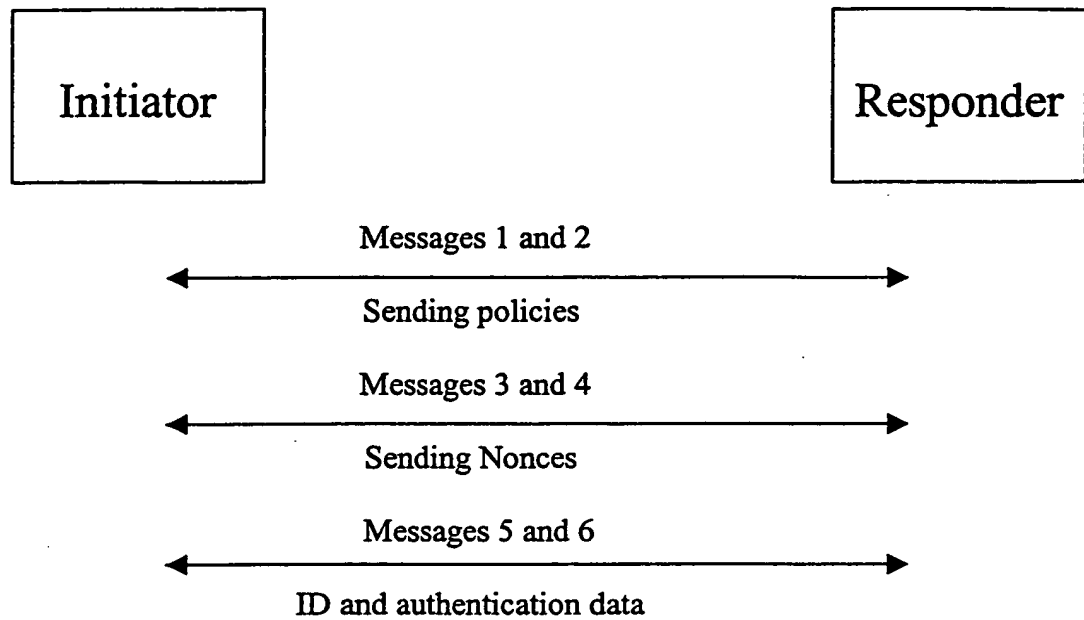 Initiator
Responder
Messages 1 and 2
Sending policies
Messages 3 and 4
Sending Nonces
Messages 5 and 6
ID and authentication data